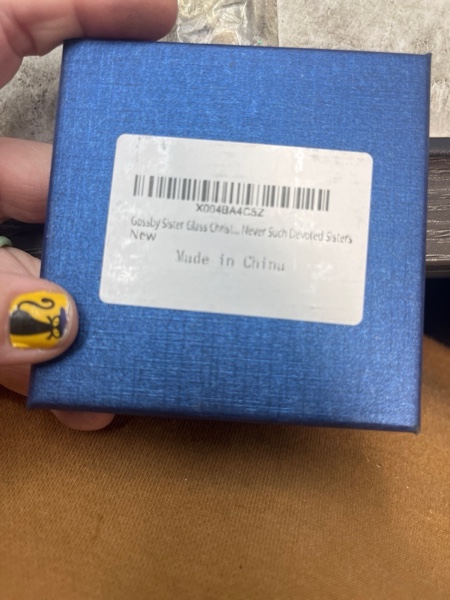 X004BA4C5Z
Gossby Sister Glass Christ... Never Such Devoted Sisters
New
Made in China